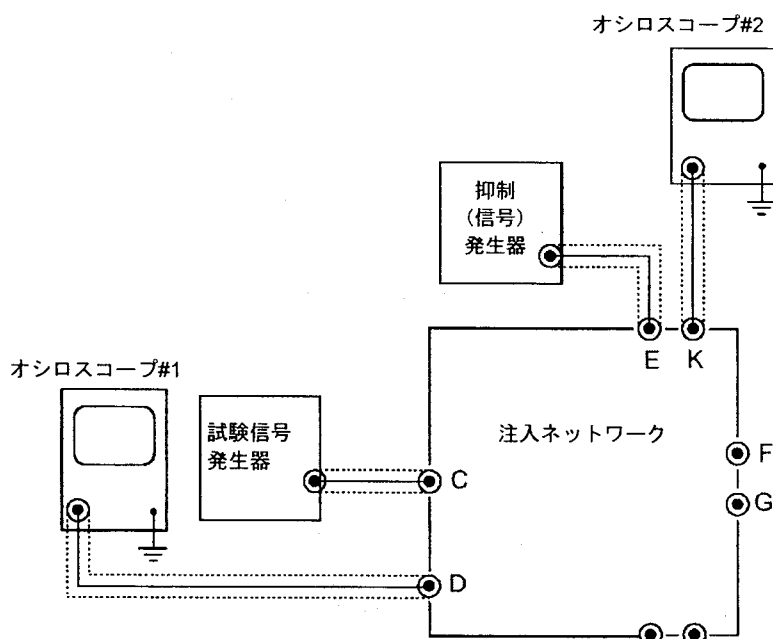 オシロスコープ#2
抑制
(信号)
発生器
E
K
オシロスコープ#1
試験信号
発生器
注入ネットワーク
C
F
G
D